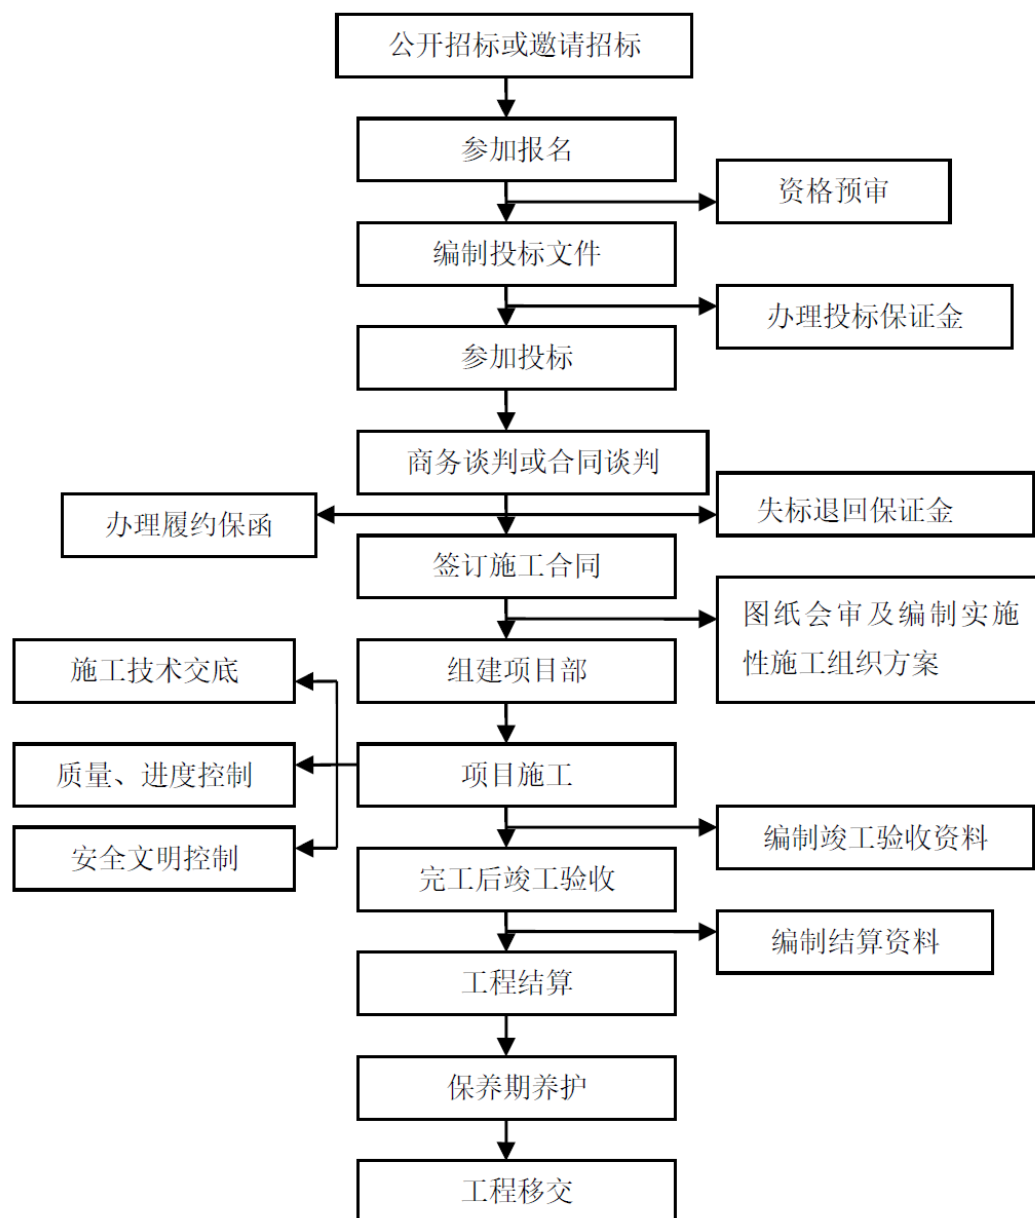 公开招标或邀请招标
参加报名
资格预审
编制投标文件
办理投标保证金
参加投标
商务谈判或合同谈判
办理履约保函
失标退回保证金
签订施工合同
图纸会审及编制实施
性施工组织方案
施工技术交底
组建项目部
质量、进度控制
项目施工
编制竣工验收资料
安全文明控制
完工后竣工验收
编制结算资料
工程结算
保养期养护
工程移交